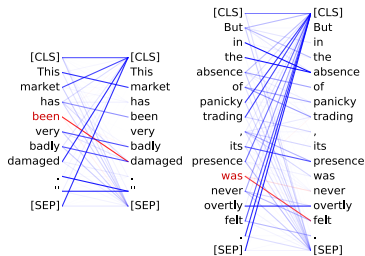 [CLS] [CLS]
This This
market market
has has
been been
very very
badly badly
damaged damaged
. .
" "
[SEP] [SEP]
[CLS] [CLS]
But But
in in
the the
absence absence
of of
panicky panicky
trading trading
, ,
its its
presence presence
was was
never never
overtly overtly
felt felt
. .
[SEP] [SEP]